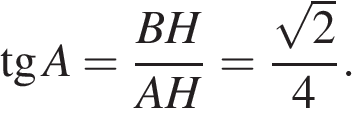 tg A = BH/AH = √2/4.